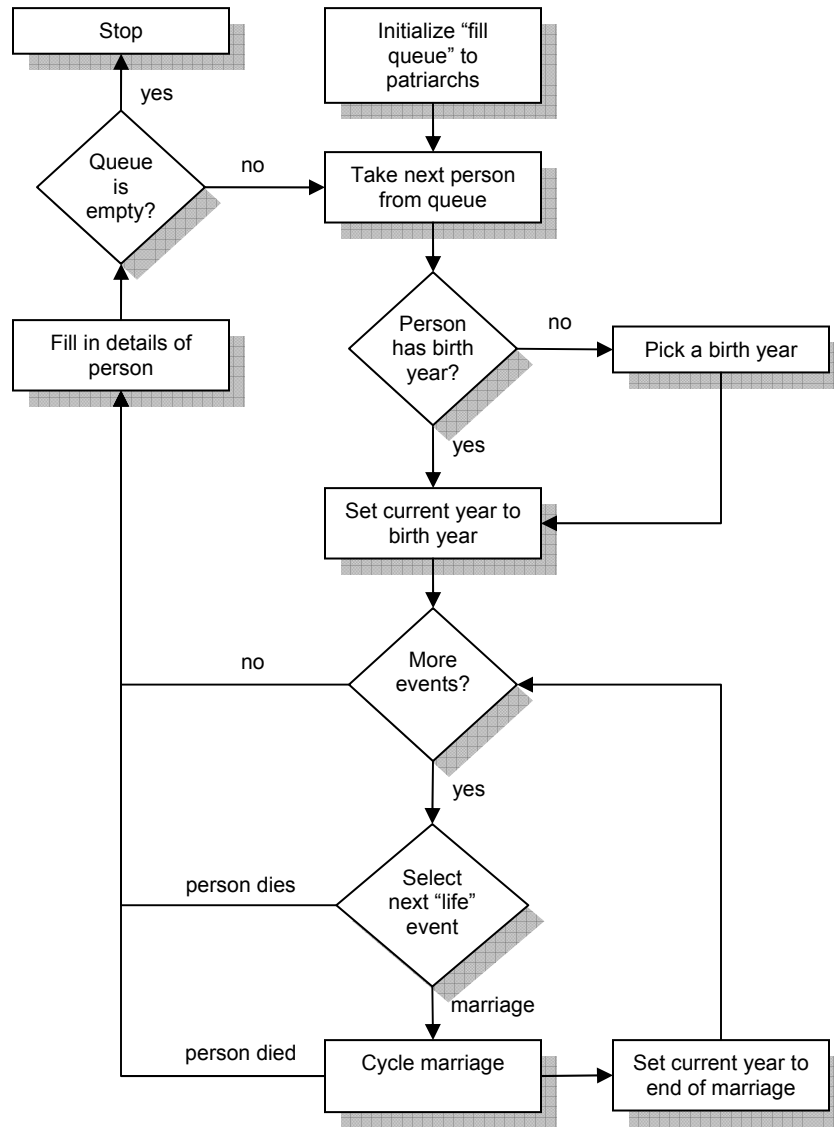 Stop
Initialize “fill
queue” to
patriarchs
yes
Queue
is
empty?
no
Take next person
from queue
Fill in details of
person
Person
has birth
year?
no
Pick a birth year
yes
Set current year to
birth year
no
More
events?
yes
person dies
Select
next “life”
event
marriage
person died
Cycle marriage
Set current year to
end of marriage